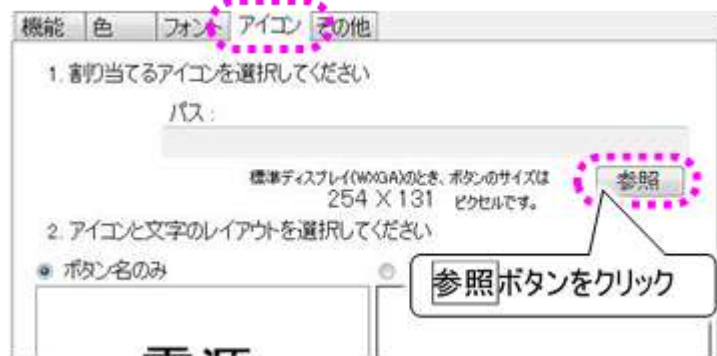 機能 色 フォント アイコン その他
1. 割り当てるアイコンを選択してください
パス :
標準ディスプレイ(WXGA)のとき、ボタンのサイズは
参照
254 × 131 ピクセルです。
2. アイコンと文字のレイアウトを選択してください
ボタン名のみ
参照ボタンをクリック
電源